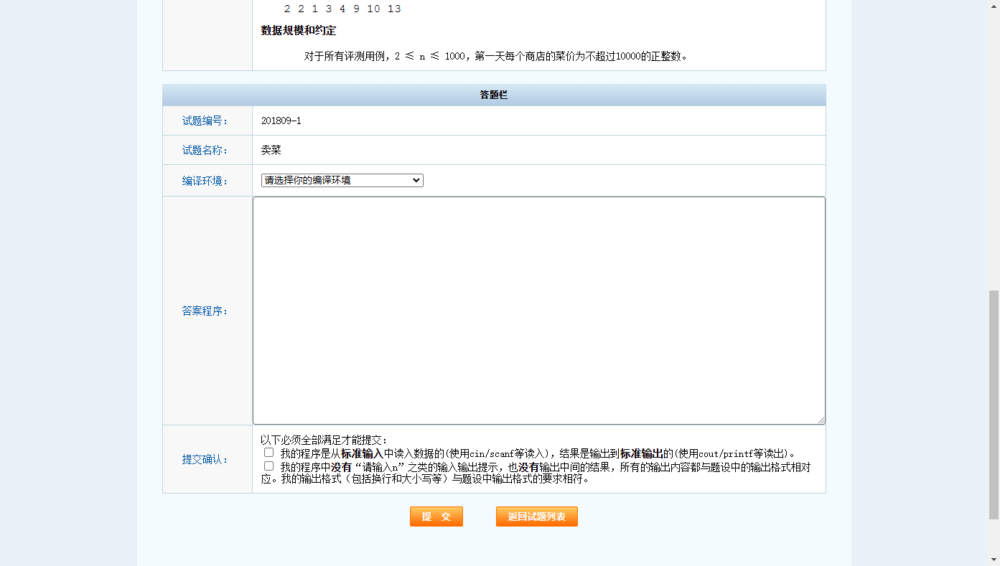 2 2 1 3 4 9 10 13
数据规模和约定
对于所有评测用例，2 ≤ n ≤ 1000，第一天每个商店的菜价为不超过10000的正整数。
答题栏
试题编号：
201809-1
试题名称：
卖菜
编译环境：
请选择你的编译环境
答案程序：
提交确认：
以下必须全部满足才能提交：
我的程序是从标准输入中读入数据的(使用cin/scanf等读入)，结果是输出到标准输出的(使用cout/printf等读出)。
我的程序中没有“请输入n”之类的输入输出提示，也没有输出中间的结果，所有的输出内容都与题设中的输出格式相对
应。我的输出格式（包括换行和大小写等）与题设中输出格式的要求相符。
提 交
返回试题列表